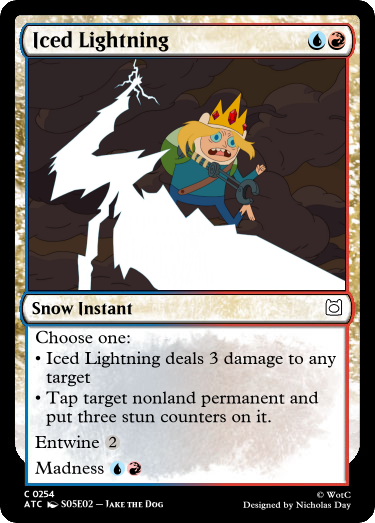 Iced Lightning
Snow Instant
Choose one:
• Iced Lightning deals 3 damage to any
target
• Tap target nonland permanent and
put three stun counters on it.
Entwine 2
Madness
C 0254
ATC S05E02 — Jake the Dog
© WotC
Designed by Nicholas Day